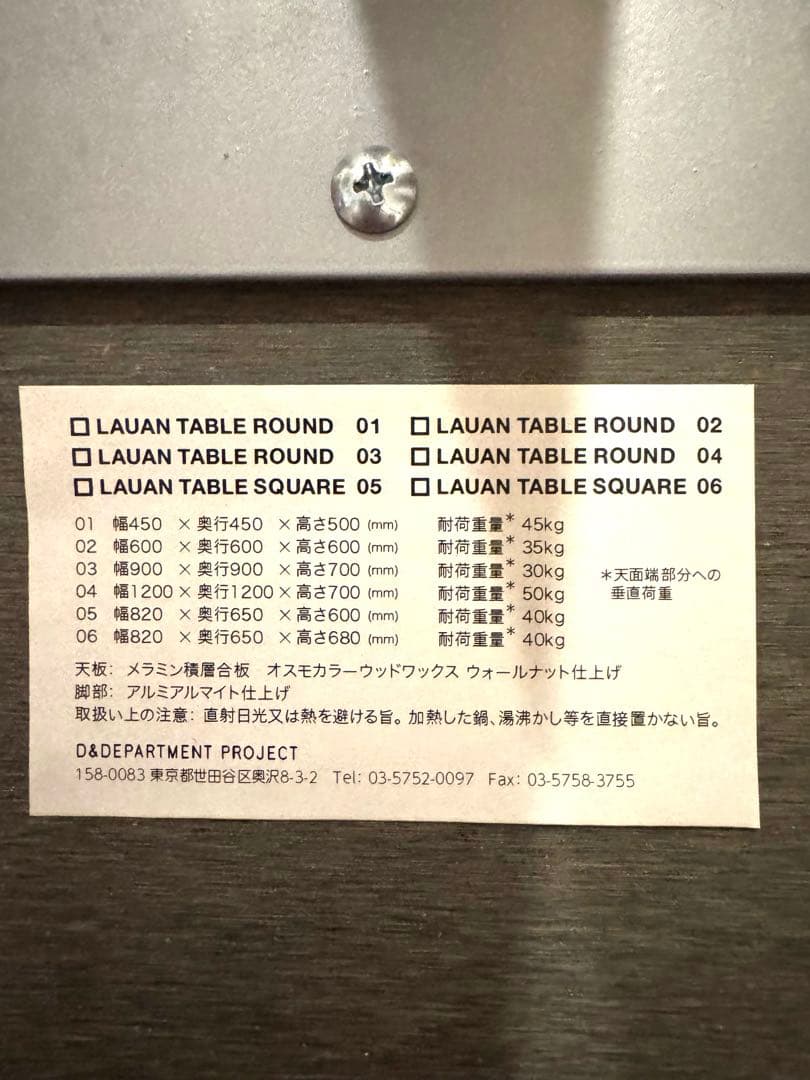 ☐ LAUAN TABLE ROUND 01 ☐ LAUAN TABLE ROUND 02
☐ LAUAN TABLE ROUND 03 ☐ LAUAN TABLE ROUND 04
☐ LAUAN TABLE SQUARE 05 ☐ LAUAN TABLE SQUARE 06
01 幅450 × 奥行450 × 高さ500 (mm) 耐荷重量* 45kg
02 幅600 × 奥行600 × 高さ600 (mm) 耐荷重量* 35kg
03 幅900 × 奥行900 × 高さ700 (mm) 耐荷重量* 30kg
04 幅1200 × 奥行1200 × 高さ700 (mm) 耐荷重量* 50kg
05 幅820 × 奥行650 × 高さ600 (mm) 耐荷重量* 40kg
06 幅820 × 奥行650 × 高さ680 (mm) 耐荷重量* 40kg
*天面端部分への
垂直荷重
天板: メラミン積層合板 オスモカラーウッドワックス ウォールナット仕上げ
脚部: アルミアルマイト仕上げ
取扱い上の注意: 直射日光又は熱を避ける旨。加熱した鍋、湯沸かし等を直接置かない旨。
D&DEPARTMENT PROJECT
158-0083 東京都世田谷区奥沢8-3-2 Tel: 03-5752-0097 Fax: 03-5758-3755